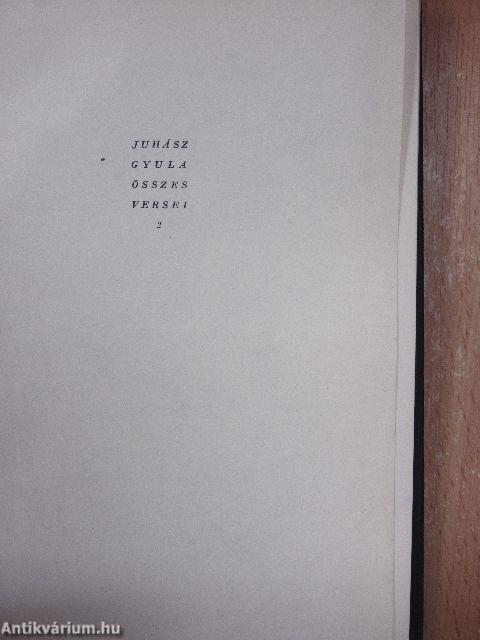 JUHÁSZ
GYULA
ÖSSZES
VERSEI
2
Antikvárium.hu